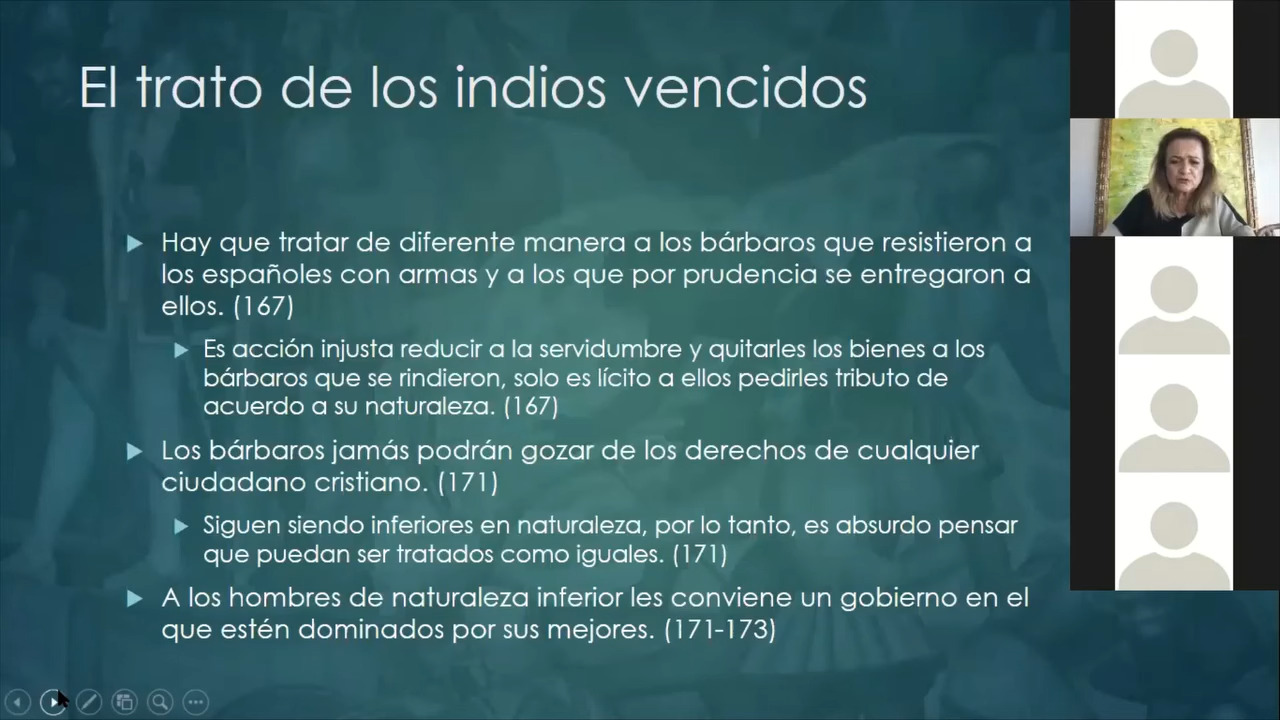 El trato de los indios vencidos
Hay que tratar de diferente manera a los bárbaros que resistieron a
los españoles con armas y a los que por prudencia se entregaron a
ellos. (167)
Es acción injusta reducir a la servidumbre y quitarles los bienes a los
bárbaros que se rindieron, solo es lícito a ellos pedirles tributo de
acuerdo a su naturaleza. (167)
Los bárbaros jamás podrán gozar de los derechos de cualquier
ciudadano cristiano. (171)
Siguen siendo inferiores en naturaleza, por lo tanto, es absurdo pensar
que puedan ser tratados como iguales. (171)
A los hombres de naturaleza inferior les conviene un gobierno en el
que estén dominados por sus mejores. (171-173)